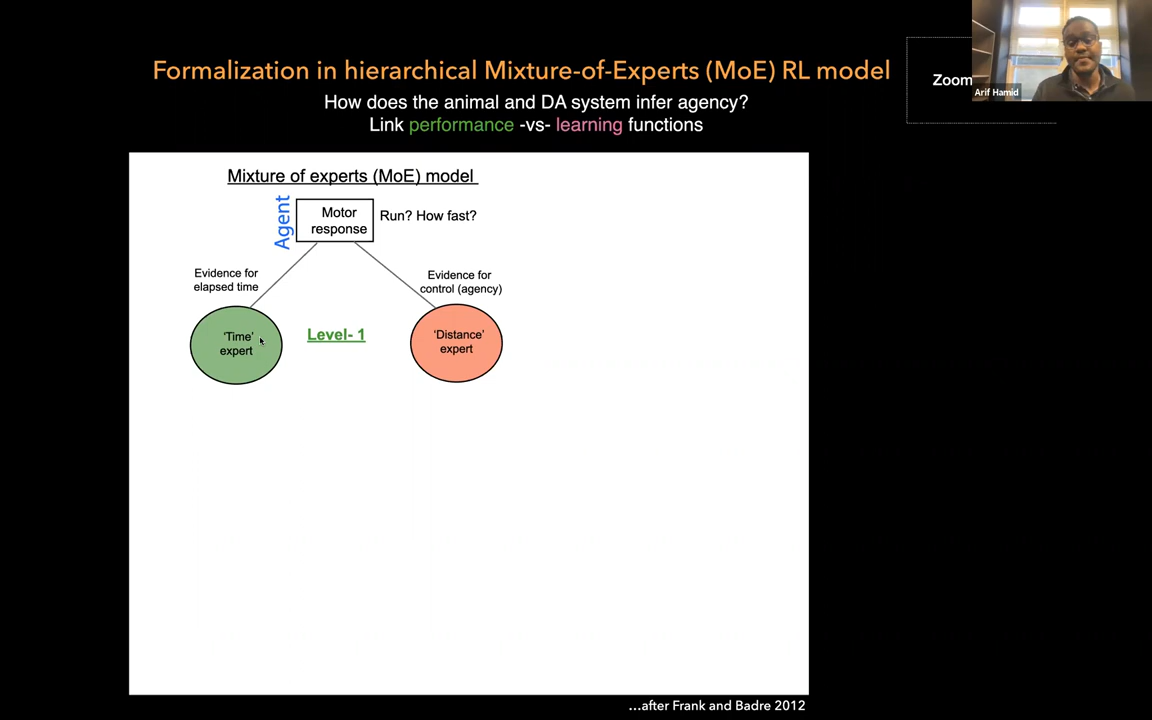 Formalization in hierarchical Mixture-of-Experts (MoE) RL model
How does the animal and DA system infer agency?
Link performance -vs- learning functions
Zoom
Arif Hamid
Mixture of experts (MoE) model
Agent
Motor
response
Run? How fast?
Evidence for
elapsed time
Evidence for
control (agency)
'Time'
expert
Level- 1
'Distance'
expert
...after Frank and Badre 2012